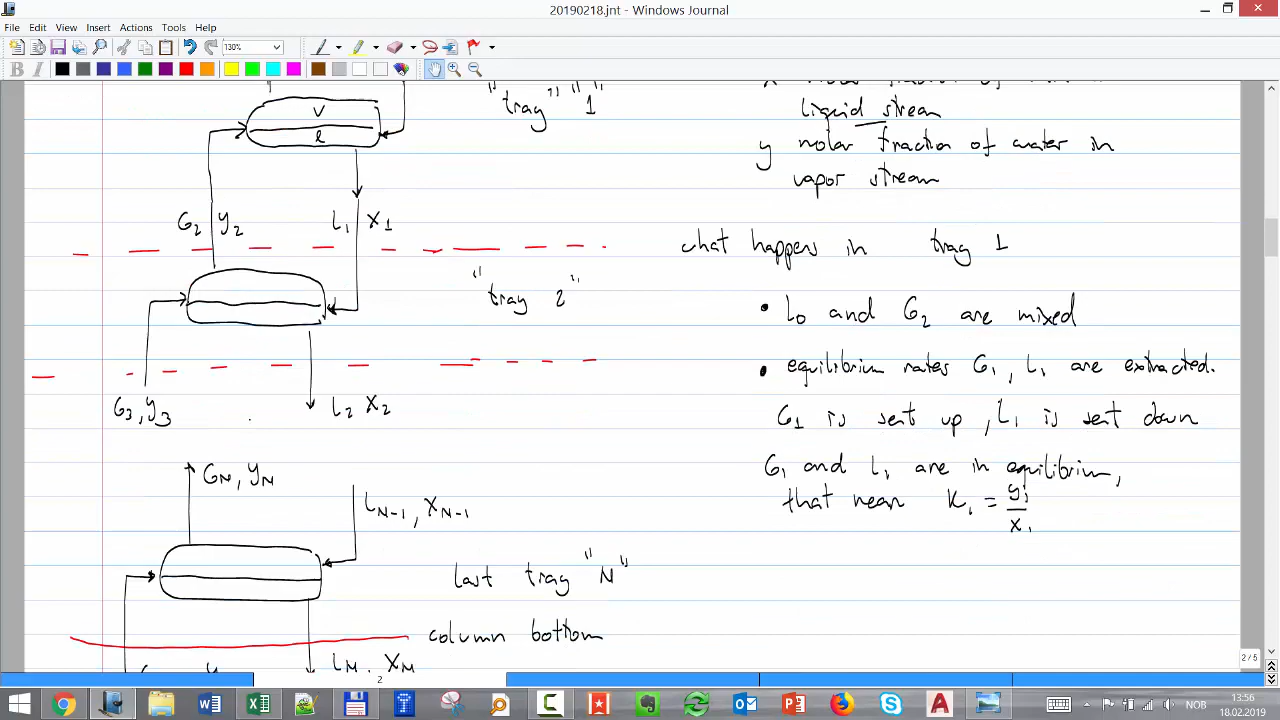 20190218.jnt - Windows Journal
File Edit View Insert Actions Tools Help
130%
B I
v
l
"tray" "1"
liquid stream
y molar fraction of water in
vapor stream
G2 y2 L1 x1
what happens in tray 1
"tray 2"
• L0 and G2 are mixed
• equilibrium rates G1, L1 are extracted.
G3, y3 L2 x2
G1 is sent up, L1 is sent down
GN, yN
G1 and L1 are in equilibrium,
that mean K1 = y1
x1
LN-1, xN-1
last tray "N"
column bottom
LN, xN
2 / 5
2
NOB
13:56
18.02.2019